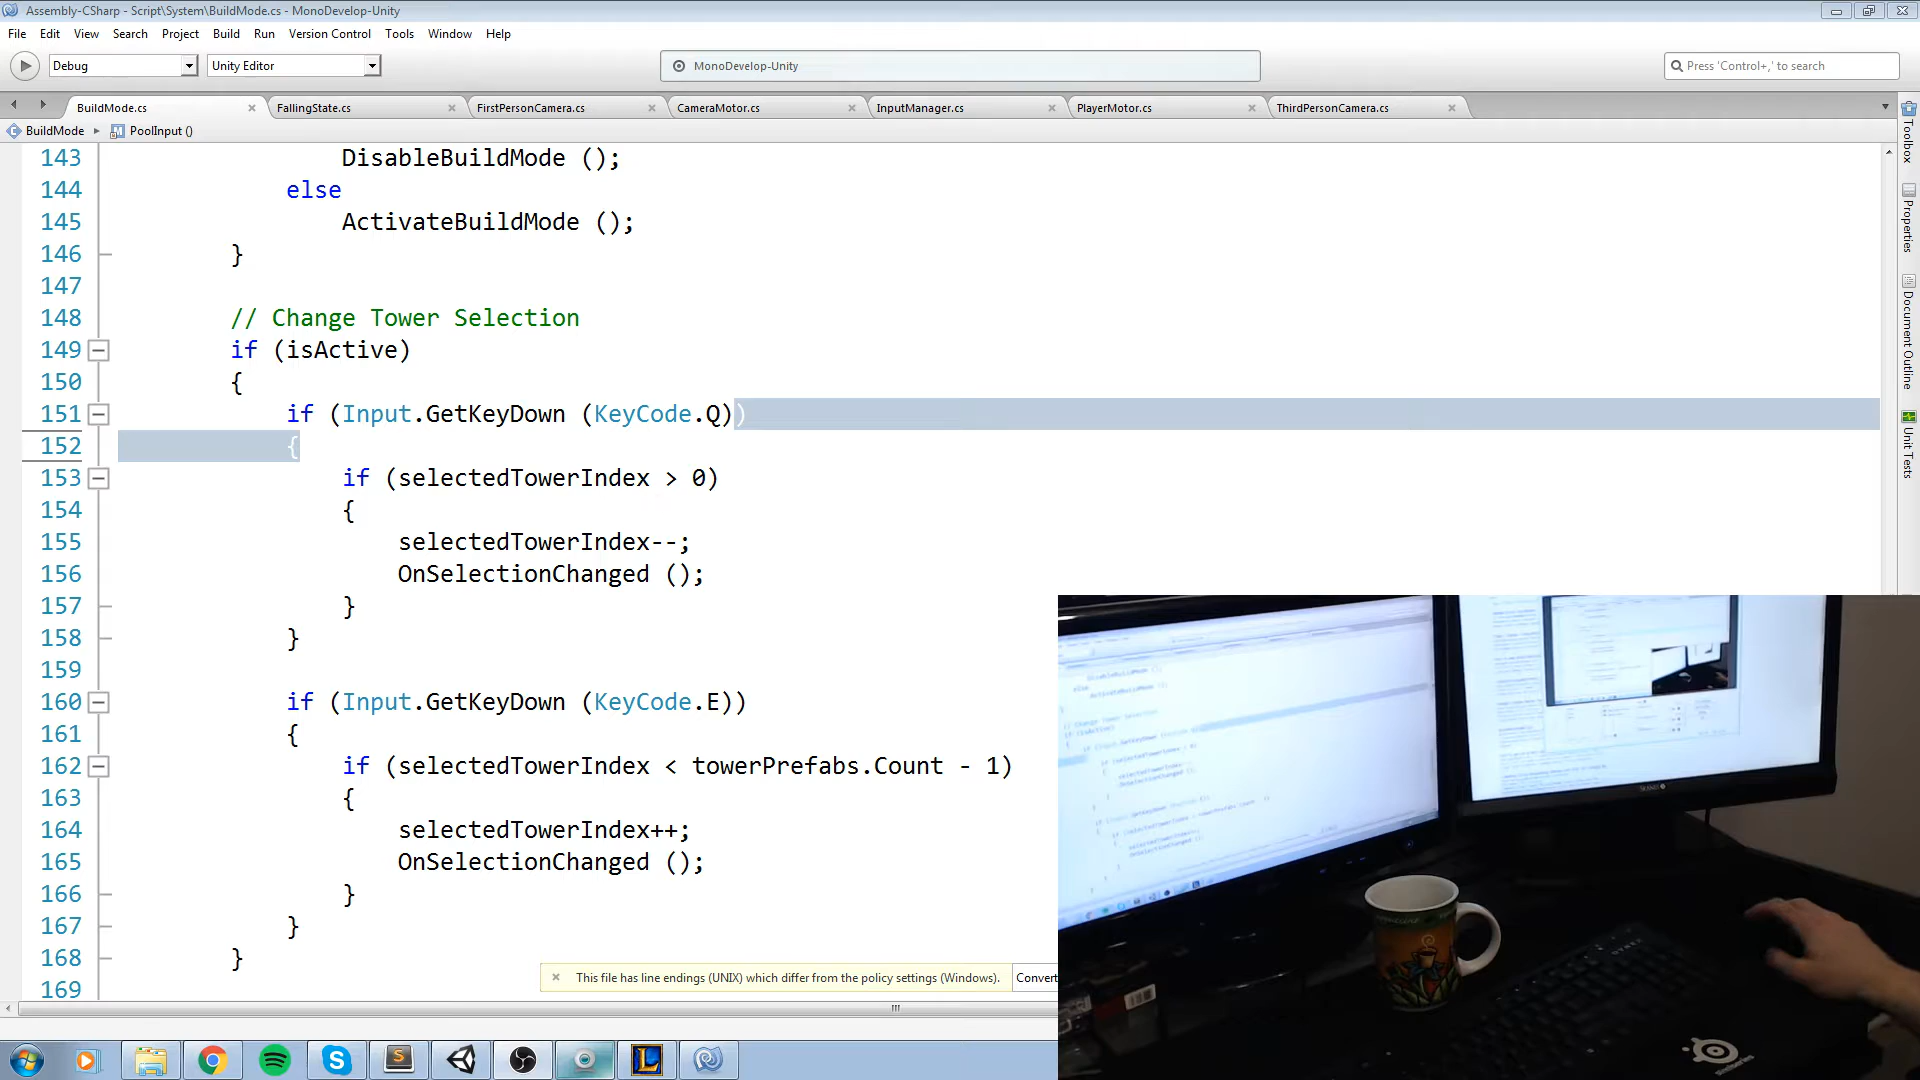 Assembly-CSharp - Script\System\BuildMode.cs - MonoDevelop-Unity
File Edit View Search Project Build Run Version Control Tools Window Help
Debug Unity Editor MonoDevelop-Unity Press 'Control+,' to search
BuildMode.cs FallingState.cs FirstPersonCamera.cs CameraMotor.cs InputManager.cs PlayerMotor.cs ThirdPersonCamera.cs
BuildMode PoolInput ()
143 DisableBuildMode ();
144 else
145 ActivateBuildMode ();
146 }
147
148 // Change Tower Selection
149 if (isActive)
150 {
151 if (Input.GetKeyDown (KeyCode.Q))
152 {
153 if (selectedTowerIndex > 0)
154 {
155 selectedTowerIndex--;
156 OnSelectionChanged ();
157 }
158 }
159
160 if (Input.GetKeyDown (KeyCode.E))
161 {
162 if (selectedTowerIndex < towerPrefabs.Count - 1)
163 {
164 selectedTowerIndex++;
165 OnSelectionChanged ();
166 }
167 }
168 }
169
This file has line endings (UNIX) which differ from the policy settings (Windows). Convert
Toolbox
Properties
Document Outline
Unit Tests
steelseries